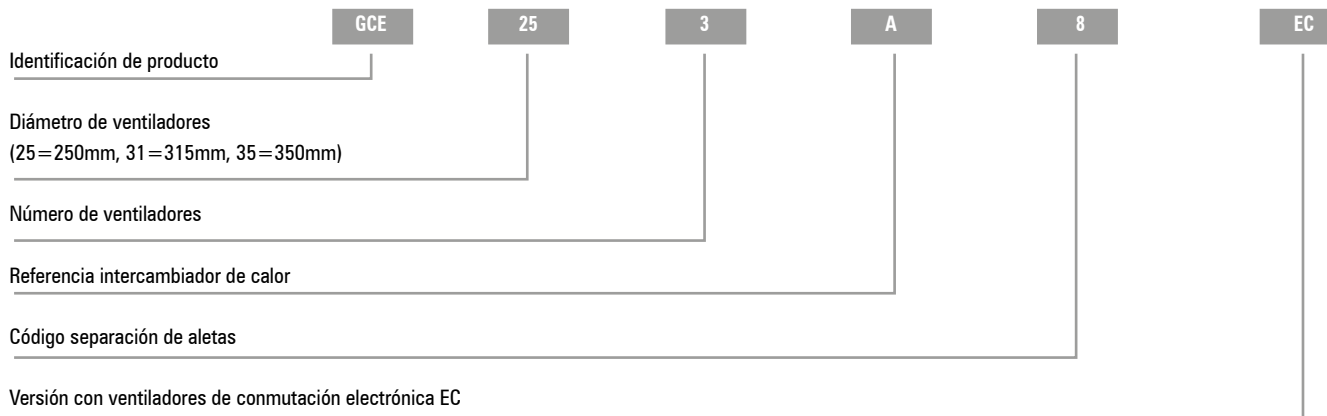 GCE 25 3 A 8 EC
Identificación de producto
Diámetro de ventiladores
(25=250mm, 31=315mm, 35=350mm)
Número de ventiladores
Referencia intercambiador de calor
Código separación de aletas
Versión con ventiladores de conmutación electrónica EC